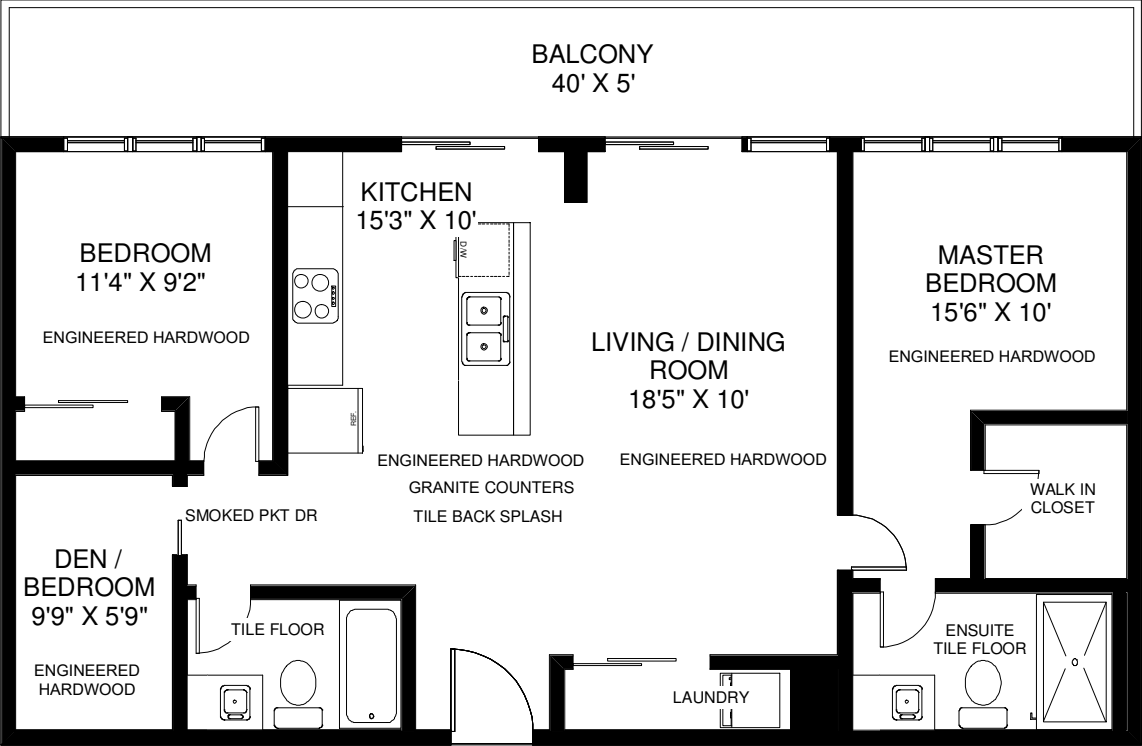 BALCONY
40' X 5'
KITCHEN
15'3" X 10'
D/W
BEDROOM
11'4" X 9'2"
ENGINEERED HARDWOOD
MASTER
BEDROOM
15'6" X 10'
ENGINEERED HARDWOOD
LIVING / DINING
ROOM
18'5" X 10'
ENGINEERED HARDWOOD
REF.
ENGINEERED HARDWOOD
GRANITE COUNTERS
TILE BACK SPLASH
WALK IN
CLOSET
SMOKED PKT DR
DEN /
BEDROOM
9'9" X 5'9"
ENGINEERED
HARDWOOD
TILE FLOOR
ENSUITE
TILE FLOOR
LAUNDRY